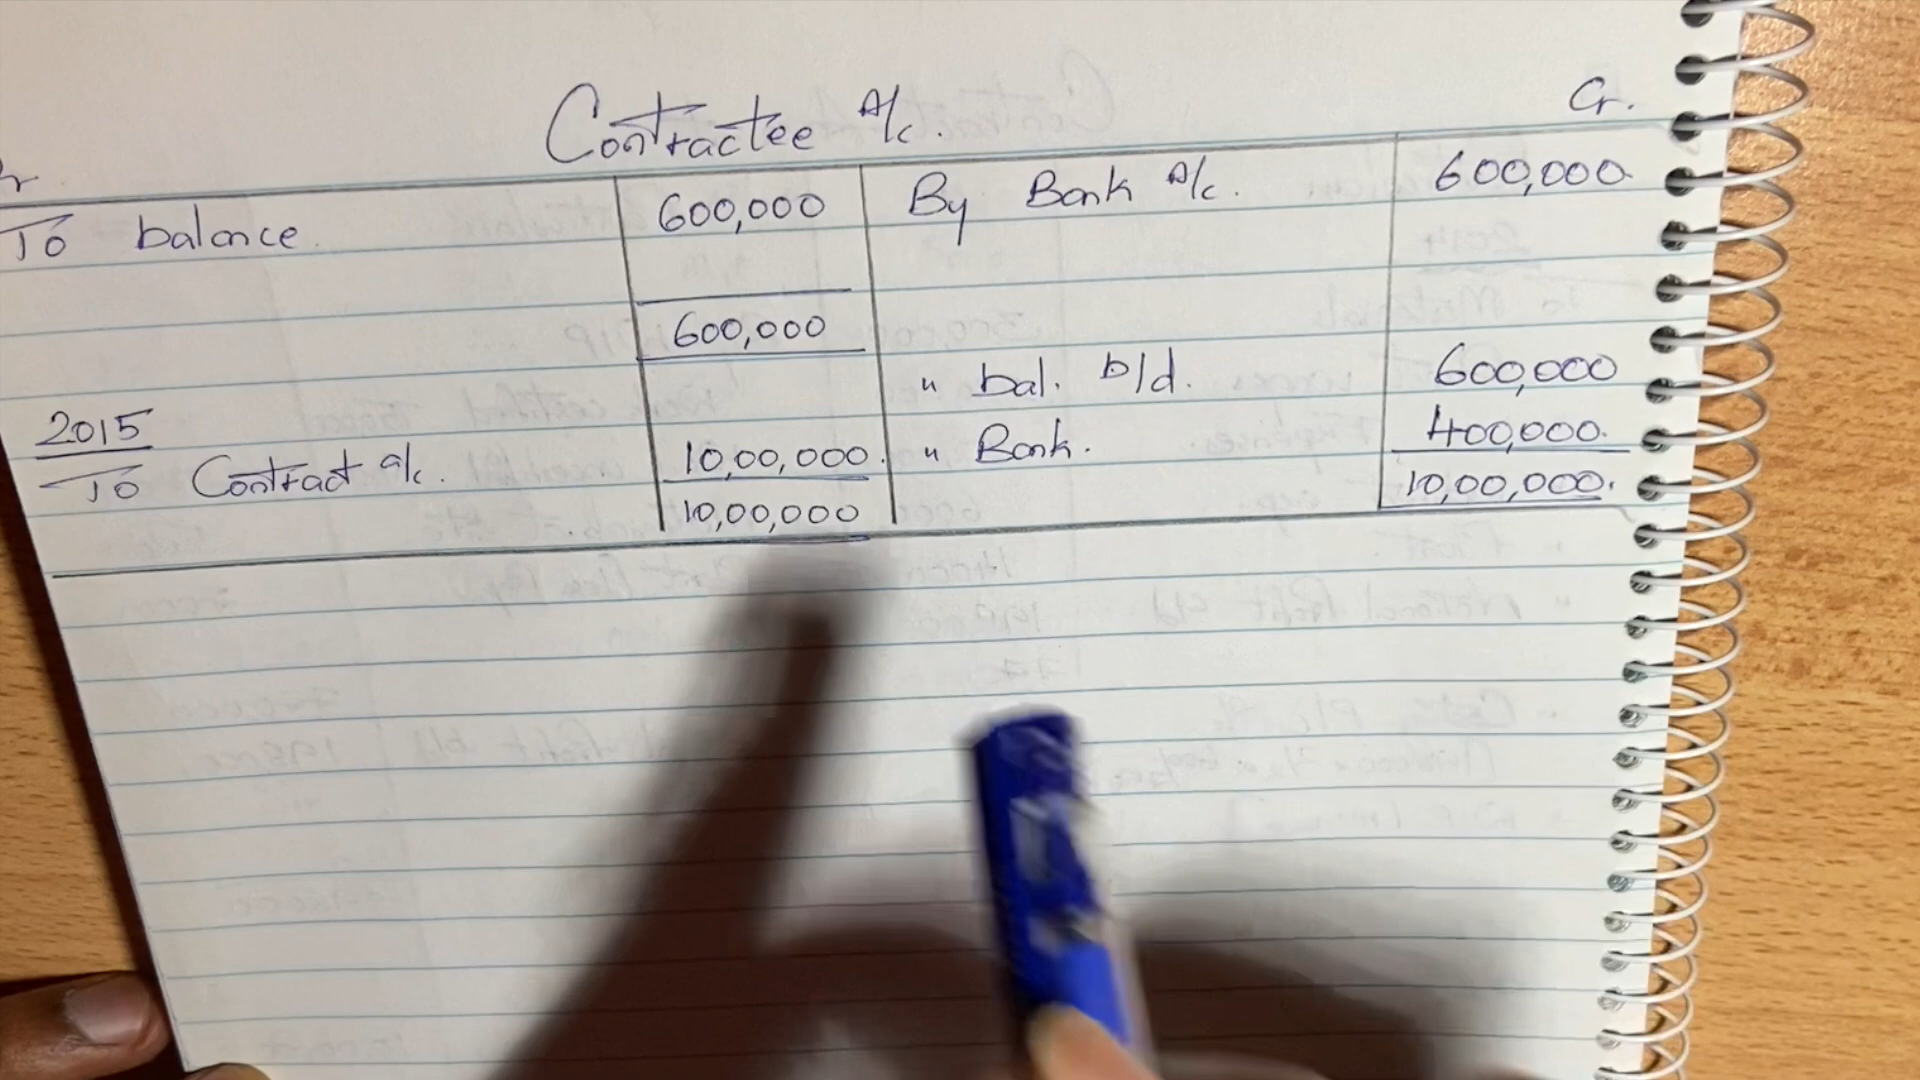 Contractee A/c.
Cr.
To balance 600,000 By Bank A/c. 600,000
600,000
" bal. b/d. 600,000
2015
To Contract a/c. 10,00,000. " Bank. 400,000.
10,00,000 10,00,000.